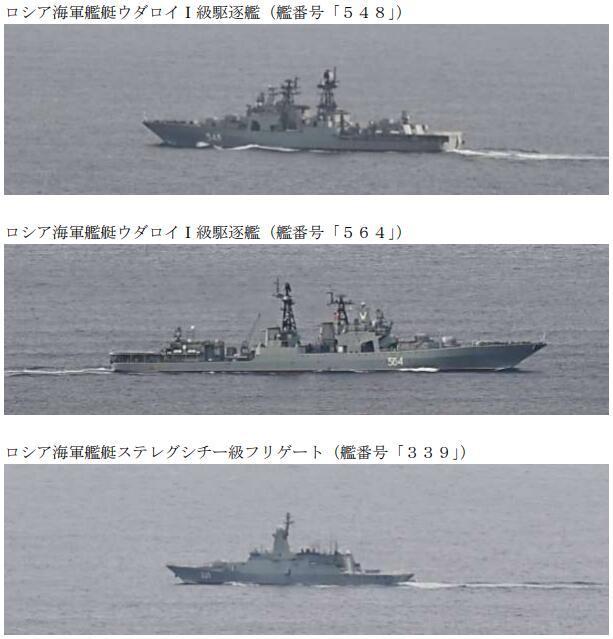 ロシア海軍艦艇ウダロイⅠ級駆逐艦（艦番号「５４８」）
ロシア海軍艦艇ウダロイⅠ級駆逐艦（艦番号「５６４」）
564
ロシア海軍艦艇ステレグシチー級フリゲート（艦番号「３３９」）